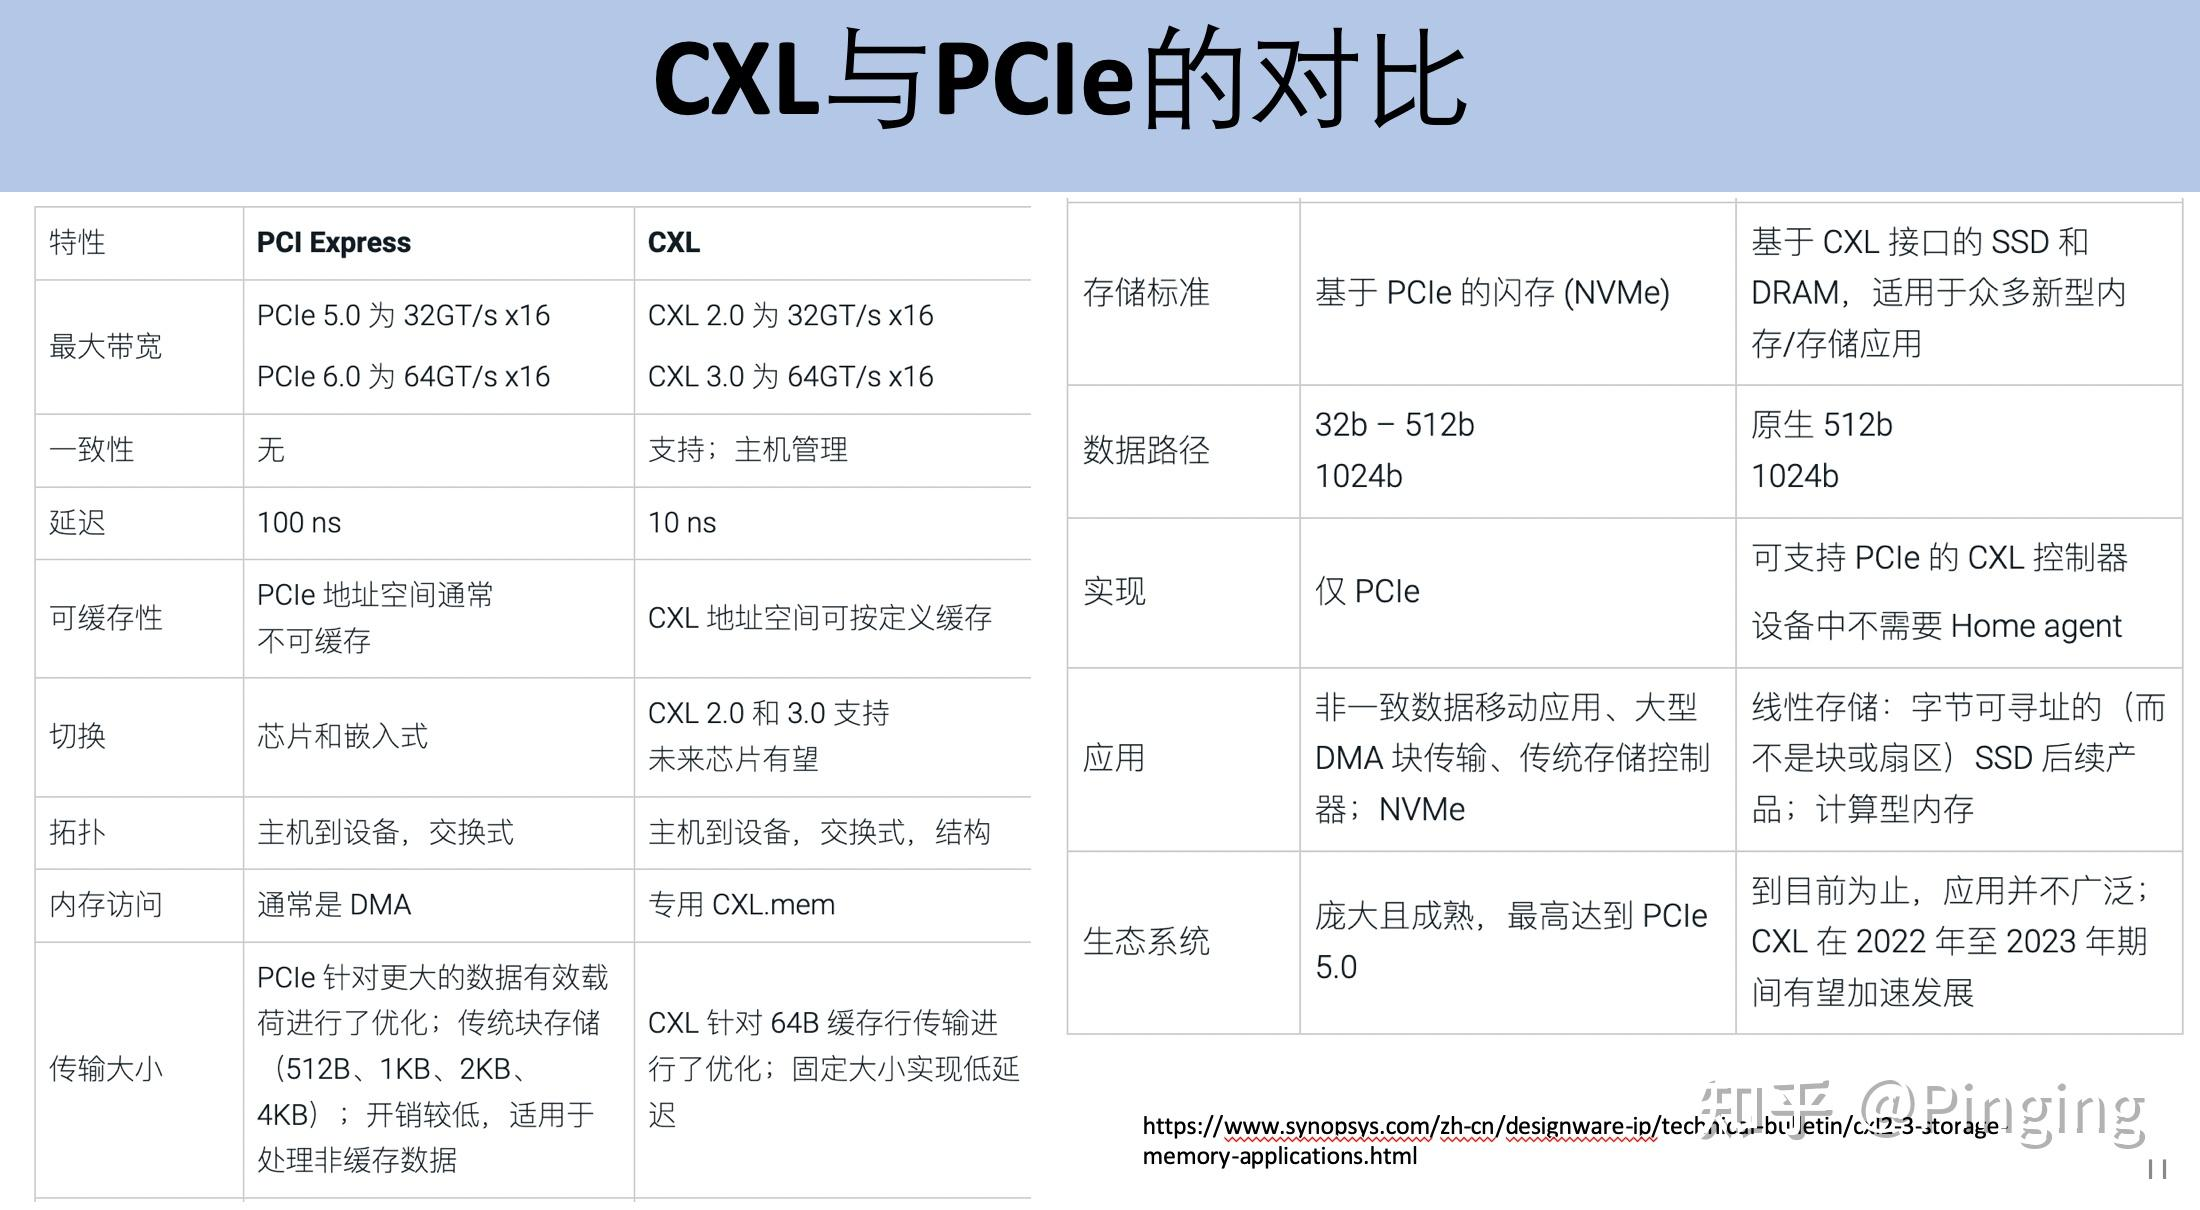 CXL与PCIe的对比
特性
PCI Express
CXL
最大带宽
PCIe 5.0 为 32GT/s x16
PCIe 6.0 为 64GT/s x16
CXL 2.0 为 32GT/s x16
CXL 3.0 为 64GT/s x16
一致性
无
支持；主机管理
延迟
100 ns
10 ns
可缓存性
PCIe 地址空间通常
不可缓存
CXL 地址空间可按定义缓存
切换
芯片和嵌入式
CXL 2.0 和 3.0 支持
未来芯片有望
拓扑
主机到设备，交换式
主机到设备，交换式，结构
内存访问
通常是 DMA
专用 CXL.mem
传输大小
PCIe 针对更大的数据有效载
荷进行了优化；传统块存储
（512B、1KB、2KB、
4KB）；开销较低，适用于
处理非缓存数据
CXL 针对 64B 缓存行传输进
行了优化；固定大小实现低延
迟
存储标准
基于 PCIe 的闪存 (NVMe)
基于 CXL 接口的 SSD 和
DRAM，适用于众多新型内
存/存储应用
数据路径
32b – 512b
1024b
原生 512b
1024b
实现
仅 PCIe
可支持 PCIe 的 CXL 控制器
设备中不需要 Home agent
应用
非一致数据移动应用、大型
DMA 块传输、传统存储控制
器；NVMe
线性存储：字节可寻址的（而
不是块或扇区）SSD 后续产
品；计算型内存
生态系统
庞大且成熟，最高达到 PCIe
5.0
到目前为止，应用并不广泛；
CXL 在 2022 年至 2023 年期
间有望加速发展
https://www.synopsys.com/zh-cn/designware-ip/technical-bulletin/cxl2-3-storage-
memory-applications.html
知乎 @Pinging
11